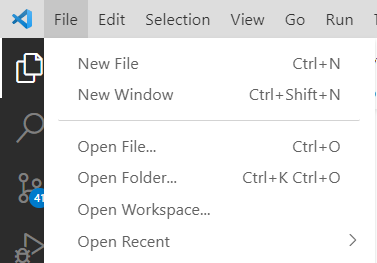 File Edit Selection View Go Run
New File Ctrl+N
New Window Ctrl+Shift+N
Open File... Ctrl+O
Open Folder... Ctrl+K Ctrl+O
Open Workspace...
Open Recent
41